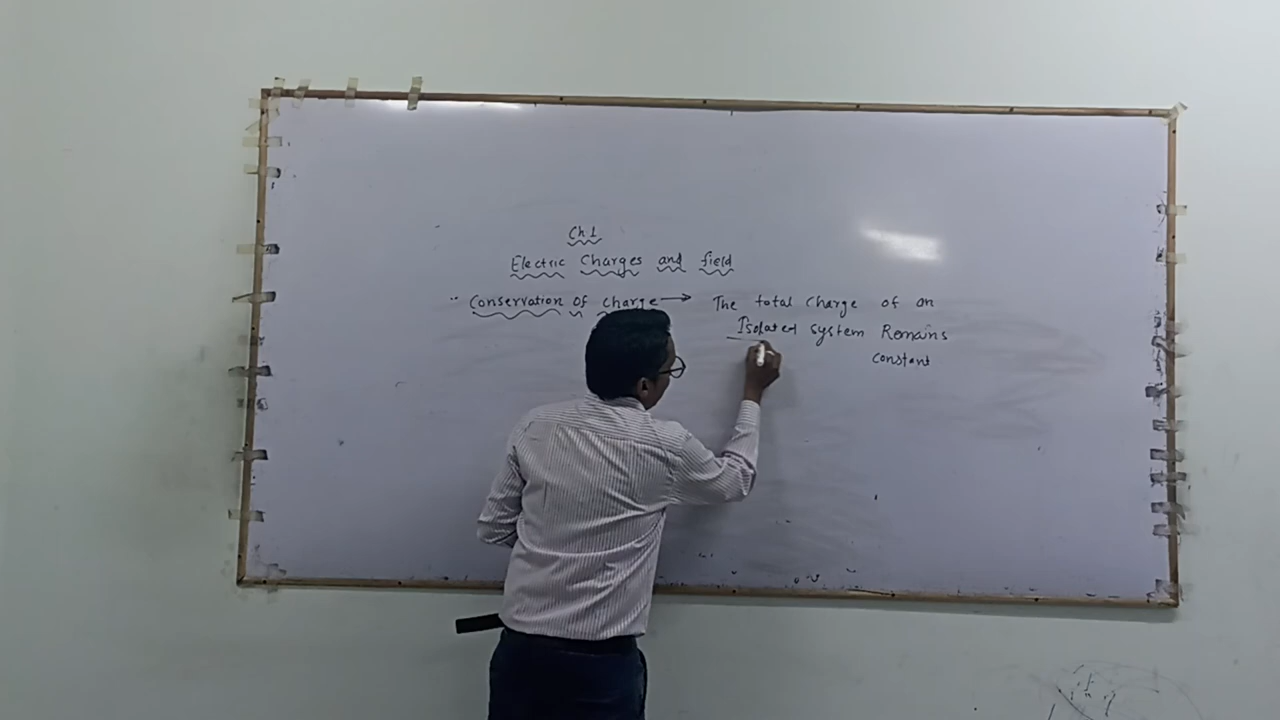 Ch 1
Electric Charges and field
Conservation of charge → The total charge of an
Isolated system Remains
constant